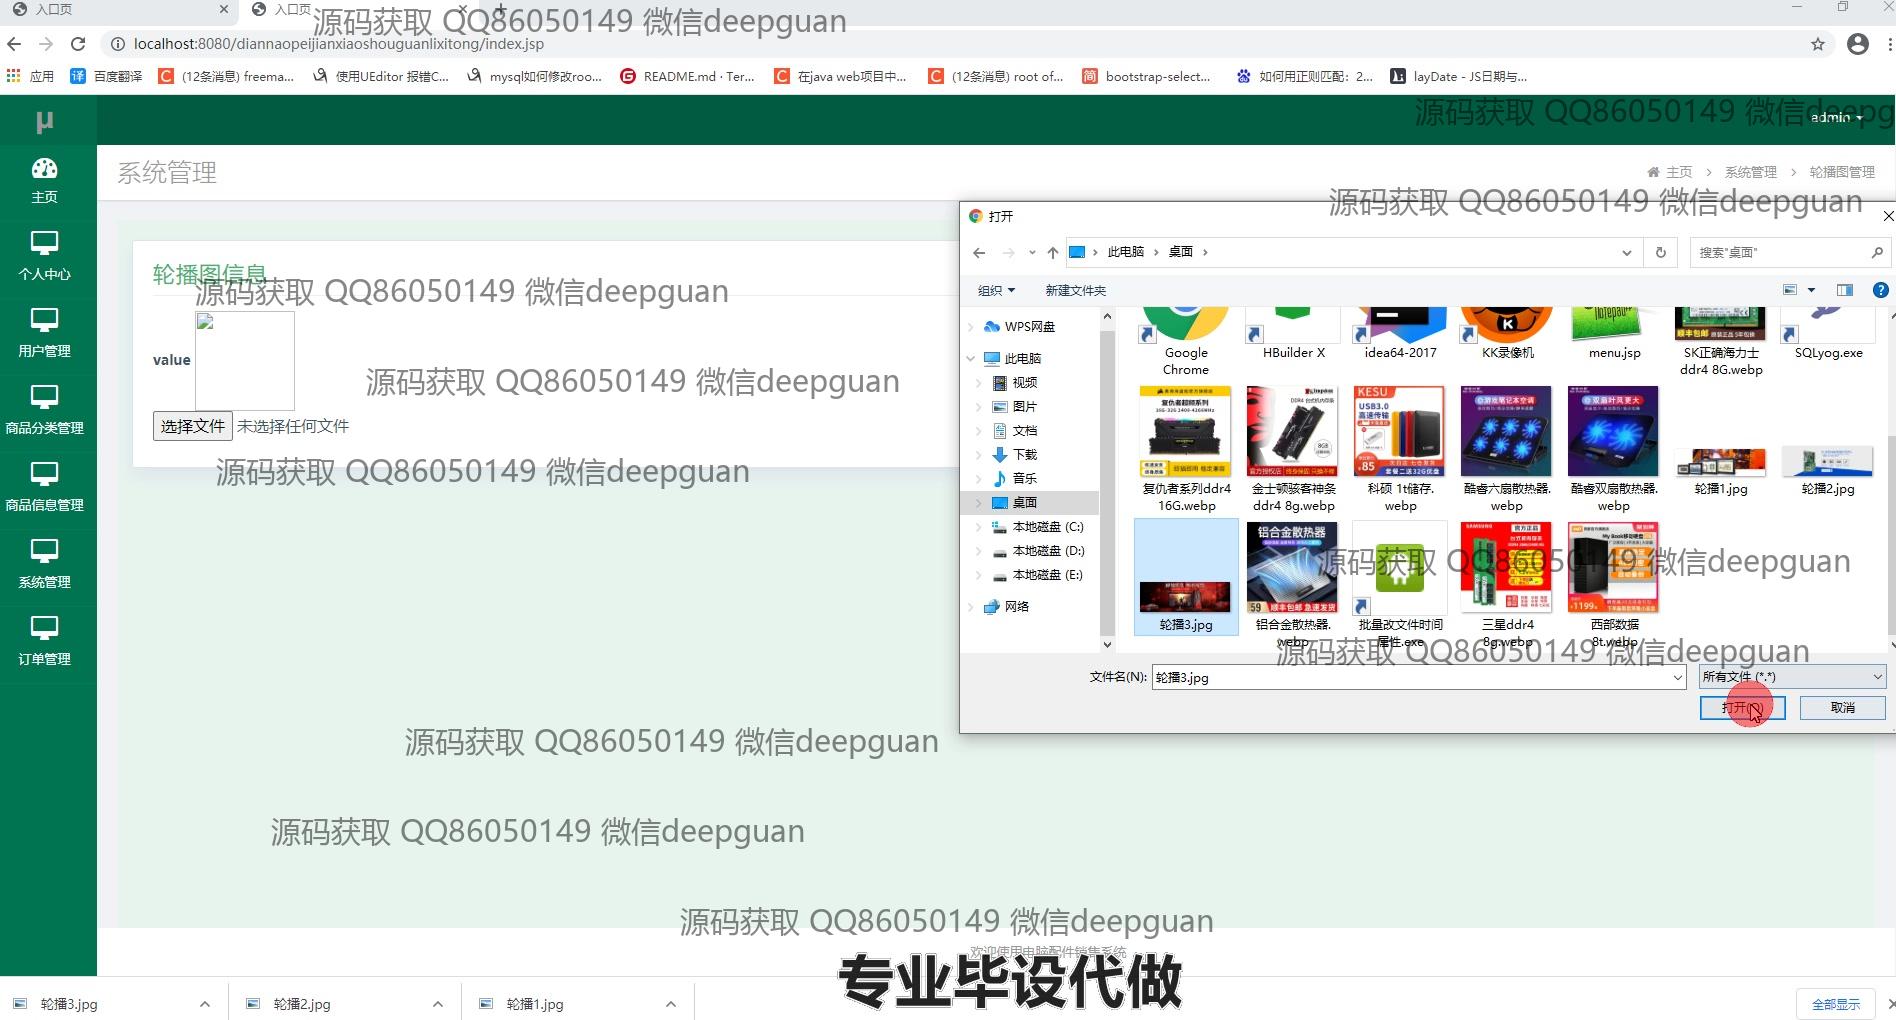 入口页
入口页
源码获取 QQ86050149 微信deepguan
localhost:8080/diannaopeijianxiaoshouguanlixitong/index.jsp
应用
百度翻译
(12条消息) freema...
使用UEditor 报错C...
mysql如何修改roo...
README.md · Ter...
在java web项目中...
(12条消息) root of...
bootstrap-select...
如何用正则匹配：2...
layDate - JS日期与...
μ
源码获取 QQ86050149 微信deepg
admin
主页
个人中心
用户管理
商品分类管理
商品信息管理
系统管理
订单管理
系统管理
主页 > 系统管理 > 轮播图管理
源码获取 QQ86050149 微信deepguan
轮播图信息
源码获取 QQ86050149 微信deepguan
value
源码获取 QQ86050149 微信deepguan
选择文件 未选择任何文件
源码获取 QQ86050149 微信deepguan
打开
此电脑 > 桌面 >
搜索"桌面"
组织
新建文件夹
WPS网盘
此电脑
视频
图片
文档
下载
音乐
桌面
本地磁盘 (C:)
本地磁盘 (D:)
本地磁盘 (E:)
网络
Google
Chrome
HBuilder X
idea64-2017
KK录像机
menu.jsp
SK正确海力士
ddr4 8G.webp
SQLyog.exe
复仇者系列ddr4
16G.webp
金士顿骇客神条
ddr4 8g.webp
科硕 1t储存.
webp
酷睿六扇散热器.
webp
酷睿双扇散热器.
webp
轮播1.jpg
轮播2.jpg
轮播3.jpg
铝合金散热器.
webp
批量改文件时间
属性.exe
三星ddr4
8g.webp
西部数据
8t.webp
源码获取 QQ86050149 微信deepguan
源码获取 QQ86050149 微信deepguan
文件名(N):
轮播3.jpg
所有文件 (*.*)
打开(O)
取消
源码获取 QQ86050149 微信deepguan
源码获取 QQ86050149 微信deepguan
源码获取 QQ86050149 微信deepguan
欢迎使用电脑配件销售系统
专业毕设代做
轮播3.jpg
轮播2.jpg
轮播1.jpg
全部显示